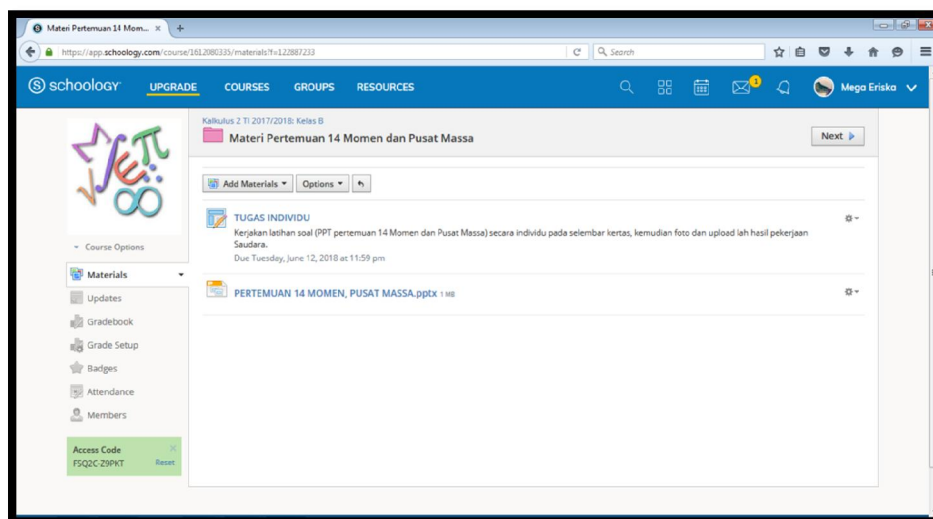 Materi Pertemuan 14 Mom...
https://app.schoology.com/course/1612080335/materials?f=122887233
Search
S schoology
UPGRADE
COURSES
GROUPS
RESOURCES
1
Mega Eriska
Kalkulus 2 TI 2017/2018: Kelas B
Materi Pertemuan 14 Momen dan Pusat Massa
Next
Add Materials
Options
TUGAS INDIVIDU
Kerjakan latihan soal (PPT pertemuan 14 Momen dan Pusat Massa) secara individu pada selembar kertas, kemudian foto dan upload lah hasil pekerjaan
Saudara.
Due Tuesday, June 12, 2018 at 11:59 pm
PERTEMUAN 14 MOMEN, PUSAT MASSA.pptx 1 MB
Course Options
Materials
Updates
Gradebook
Grade Setup
Badges
Attendance
Members
Access Code
FSQ2C-Z9PKT
Reset